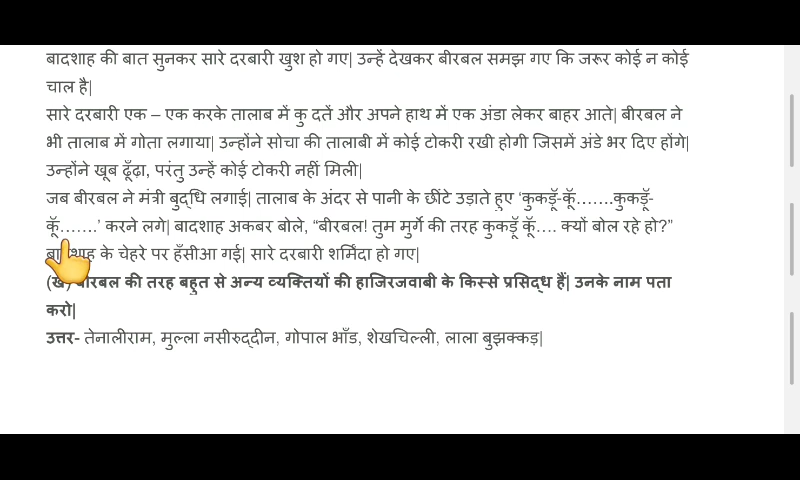 बादशाह की बात सुनकर सारे दरबारी खुश हो गए| उन्हें देखकर बीरबल समझ गए कि जरूर कोई न कोई
चाल है|
सारे दरबारी एक – एक करके तालाब में कु दतें और अपने हाथ में एक अंडा लेकर बाहर आते| बीरबल ने
भी तालाब में गोता लगाया| उन्होंने सोचा की तालाबी में कोई टोकरी रखी होगी जिसमें अंडे भर दिए होंगे|
उन्होंने खूब ढूँढ़ा, परंतु उन्हें कोई टोकरी नहीं मिली|
जब बीरबल ने मंत्री बुद्धि लगाई| तालाब के अंदर से पानी के छींटे उड़ाते हुए ‘कुकड़ूॅ-कूॅ…….कुकड़ूॅ-
कूॅ…….’ करने लगे| बादशाह अकबर बोले, “बीरबल! तुम मुर्गे की तरह कुकड़ूॅ कूॅ…. क्यों बोल रहे हो?”
के चेहरे पर हँसीआ गई| सारे दरबारी शर्मिंदा हो गए|
की तरह बहुत से अन्य व्यक्तियों की हाजिरजवाबी के किस्से प्रसिद्ध हैं| उनके नाम पता
करो|
उत्तर- तेनालीराम, मुल्ला नसीरुद्दीन, गोपाल भाँड, शेखचिल्ली, लाला बुझक्कड़|